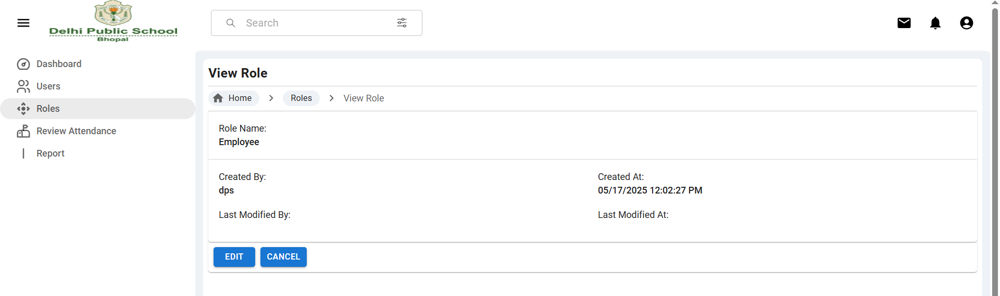 Delhi Public School
Bhopal
Search
Dashboard
Users
Roles
Review Attendance
Report
View Role
Home > Roles > View Role
Role Name:
Employee
Created By:
dps
Created At:
05/17/2025 12:02:27 PM
Last Modified By:
Last Modified At:
EDIT CANCEL